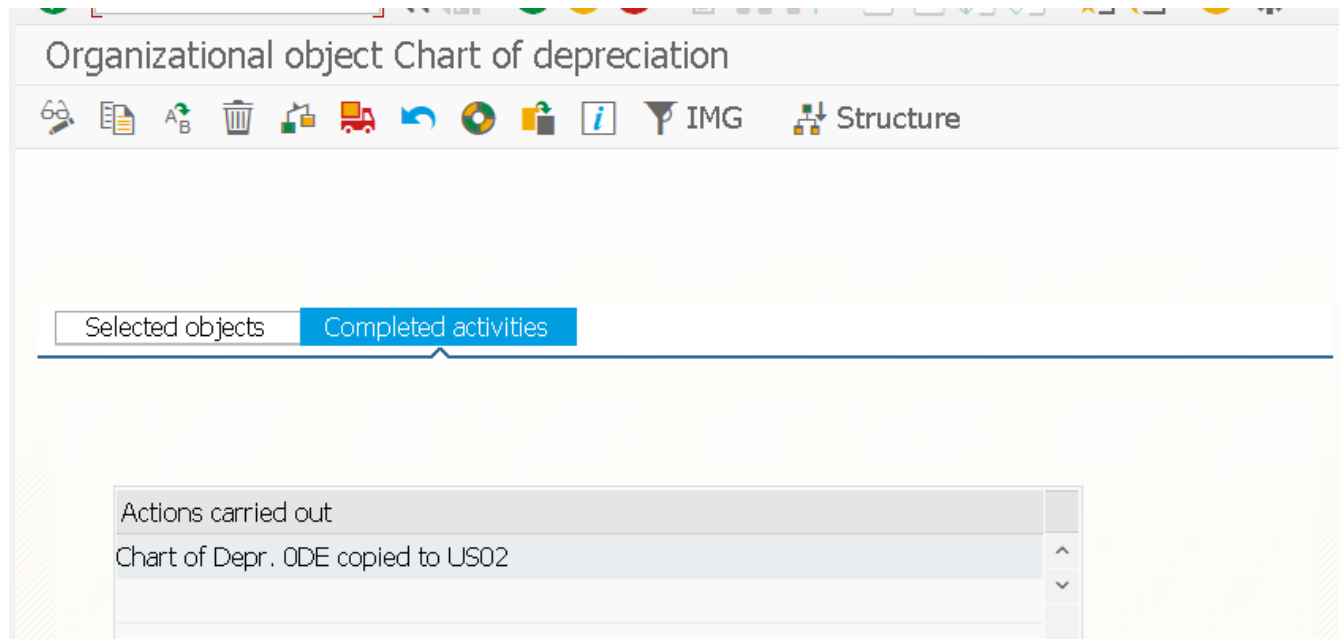 Organizational object Chart of depreciation
A B i IMG Structure
Selected objects Completed activities
Actions carried out
Chart of Depr. 0DE copied to US02